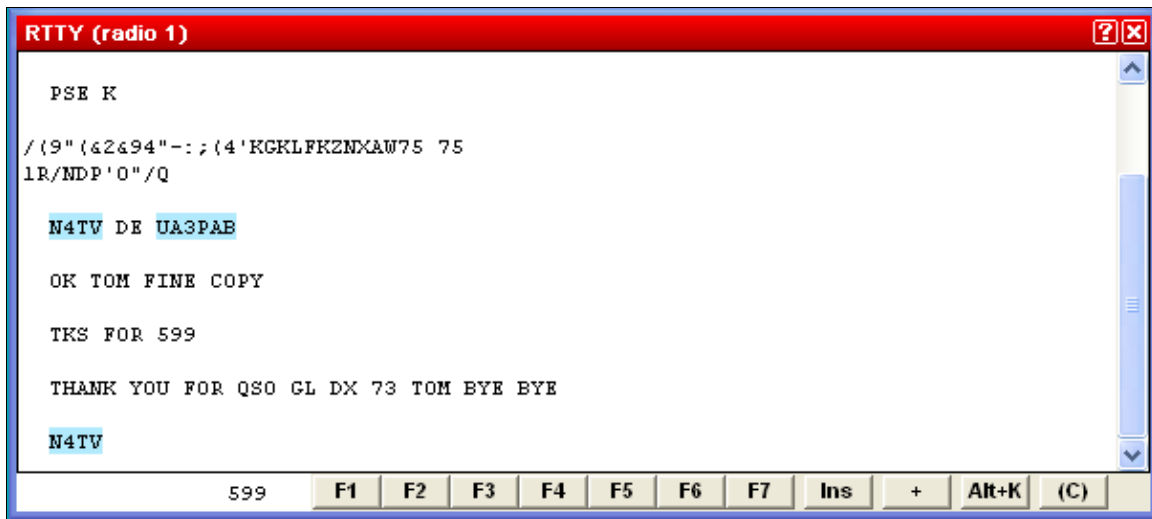 RTTY (radio 1)
PSE K
/(9"(&2&94"-:;(4'KGKLFKZNXAW75 75
lR/NDP'O"/Q
N4TV DE UA3PAB
OK TOM FINE COPY
TKS FOR 599
THANK YOU FOR QSO GL DX 73 TOM BYE BYE
N4TV
599 F1 F2 F3 F4 F5 F6 F7 Ins + Alt+K (C)